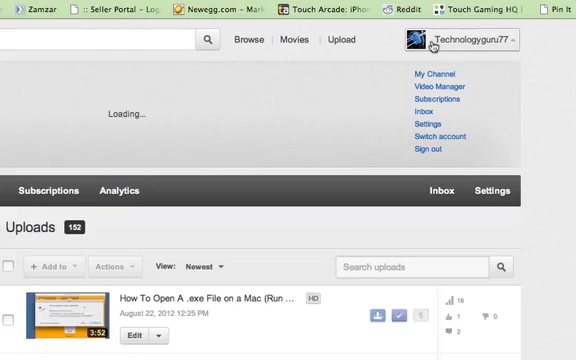 Zamzar :: Seller Portal - Log Newegg.com - Mark Touch Arcade: iPhon Reddit Touch Gaming HQ Pin It
Browse Movies Upload Technologyguru77
My Channel
Video Manager
Subscriptions
Inbox
Settings
Switch account
Sign out
Loading...
Subscriptions Analytics Inbox Settings
Uploads 152
+ Add to Actions View: Newest Search uploads
How To Open A .exe File on a Mac (Run ... HD
August 22, 2012 12:25 PM
Edit
3:52
$
16
1 0
2